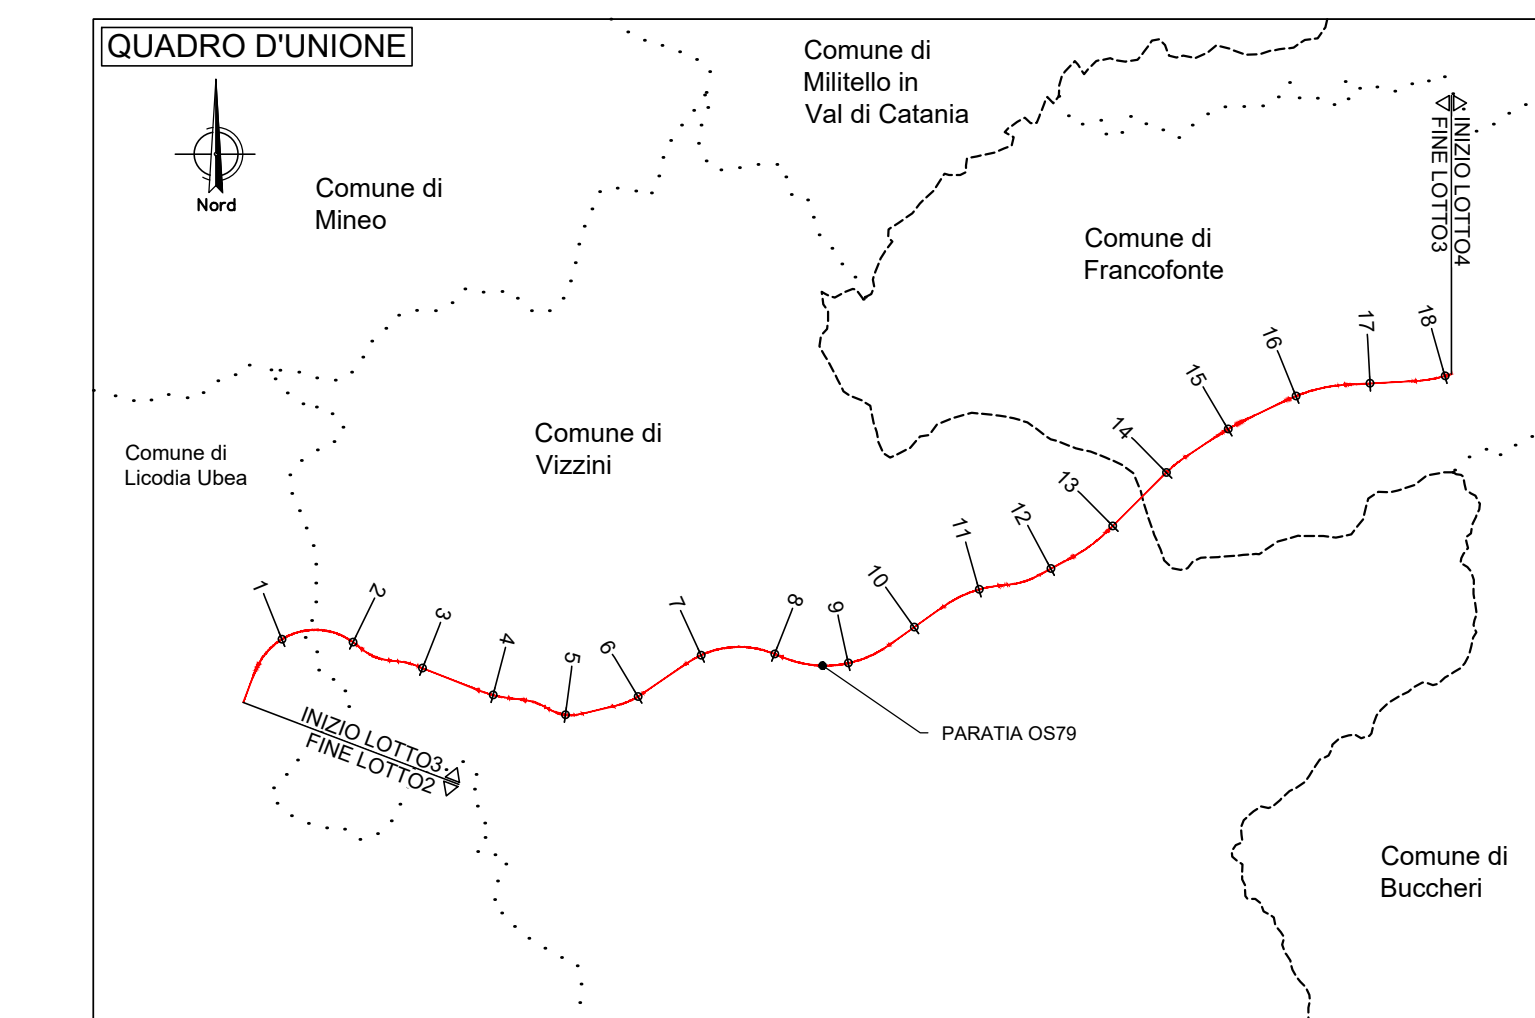 QUADRO D'UNIONE
Nord
Comune di
Mineo
Comune di
Militello in
Val di Catania
INIZIO LOTTO4
FINE LOTTO3
Comune di
Francofonte
Comune di
Licodia Ubea
Comune di
Vizzini
1
2
3
4
5
6
7
8
9
10
11
12
13
14
15
16
17
18
INIZIO LOTTO3
FINE LOTTO2
PARATIA OS79
Comune di
Buccheri